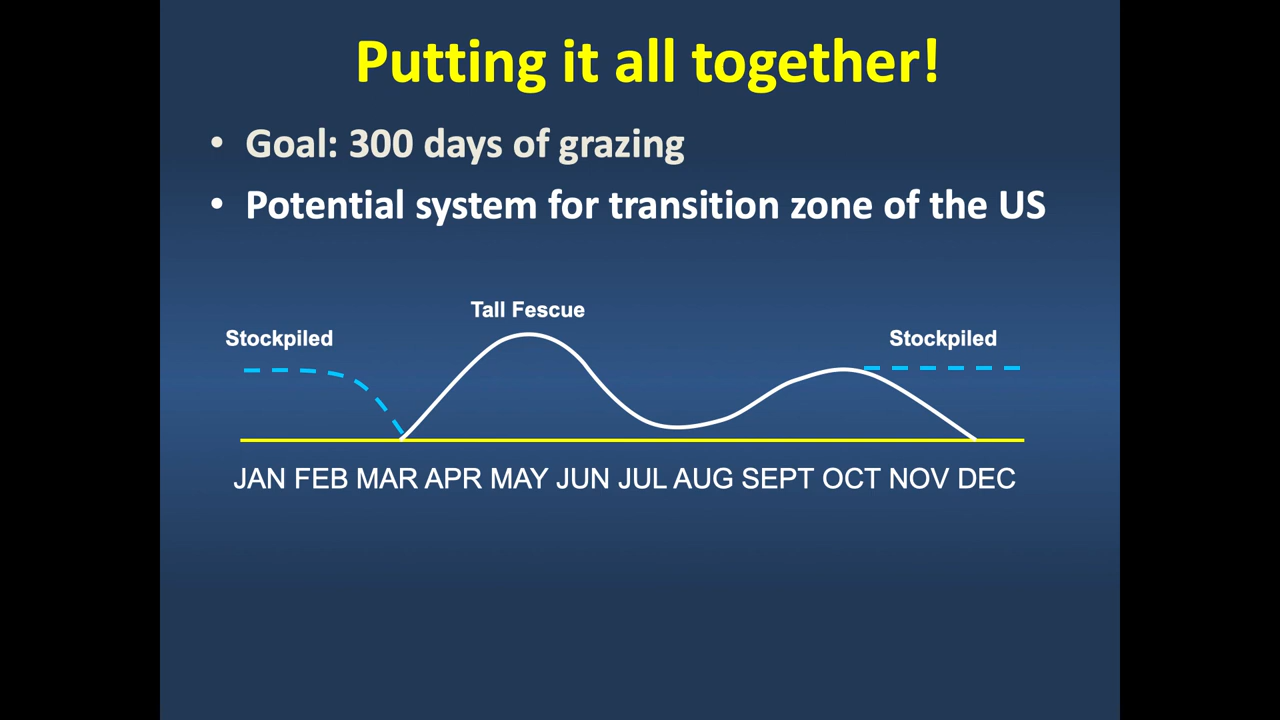 Putting it all together!
• Goal: 300 days of grazing
• Potential system for transition zone of the US
Tall Fescue
Stockpiled
Stockpiled
JAN FEB MAR APR MAY JUN JUL AUG SEPT OCT NOV DEC